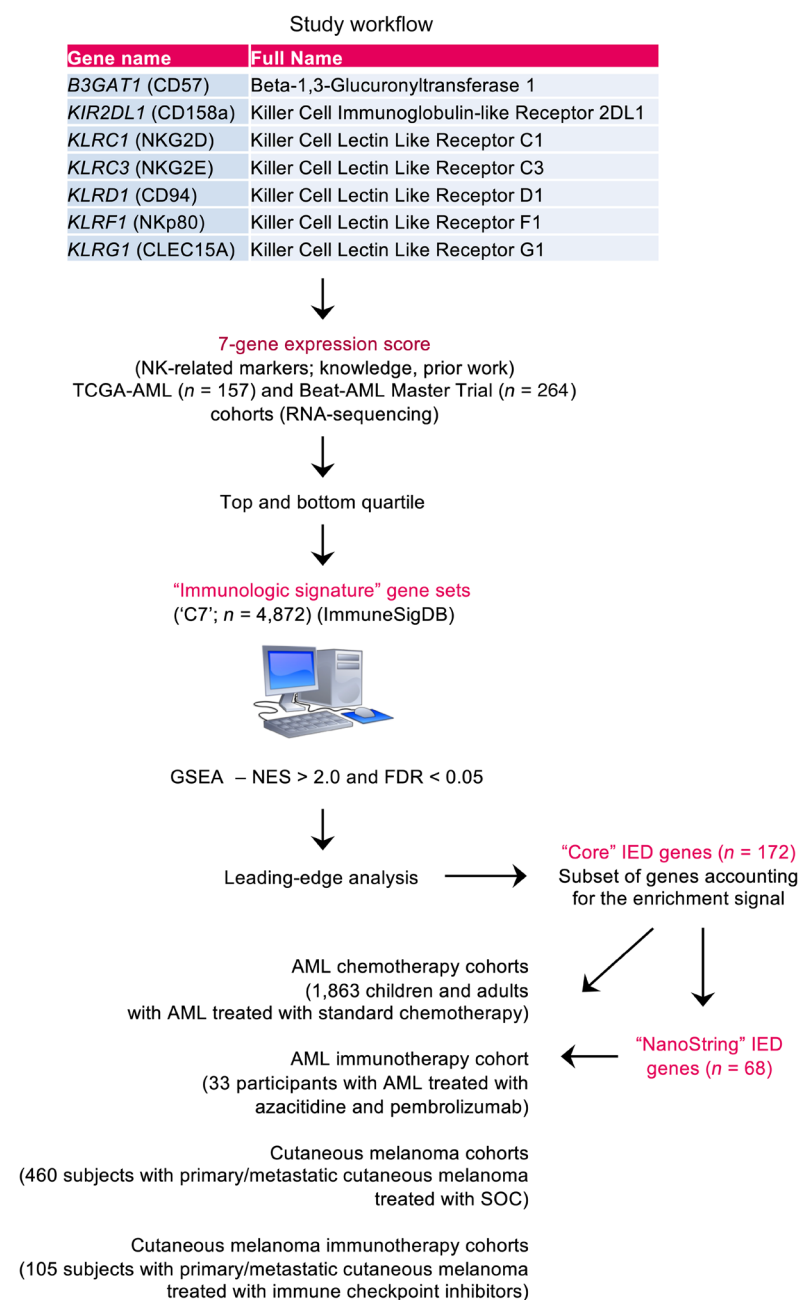 Study workflow
Gene name Full Name
B3GAT1 (CD57) Beta-1,3-Glucuronyltransferase 1
KIR2DL1 (CD158a) Killer Cell Immunoglobulin-like Receptor 2DL1
KLRC1 (NKG2D) Killer Cell Lectin Like Receptor C1
KLRC3 (NKG2E) Killer Cell Lectin Like Receptor C3
KLRD1 (CD94) Killer Cell Lectin Like Receptor D1
KLRF1 (NKp80) Killer Cell Lectin Like Receptor F1
KLRG1 (CLEC15A) Killer Cell Lectin Like Receptor G1
7-gene expression score
(NK-related markers; knowledge, prior work)
TCGA-AML (n = 157) and Beat-AML Master Trial (n = 264)
cohorts (RNA-sequencing)
Top and bottom quartile
“Immunologic signature” gene sets
(‘C7’; n = 4,872) (ImmuneSigDB)
GSEA – NES > 2.0 and FDR < 0.05
Leading-edge analysis
“Core” IED genes (n = 172)
Subset of genes accounting
for the enrichment signal
AML chemotherapy cohorts
(1,863 children and adults
with AML treated with standard chemotherapy)
“NanoString” IED
genes (n = 68)
AML immunotherapy cohort
(33 participants with AML treated with
azacitidine and pembrolizumab)
Cutaneous melanoma cohorts
(460 subjects with primary/metastatic cutaneous melanoma
treated with SOC)
Cutaneous melanoma immunotherapy cohorts
(105 subjects with primary/metastatic cutaneous melanoma
treated with immune checkpoint inhibitors)